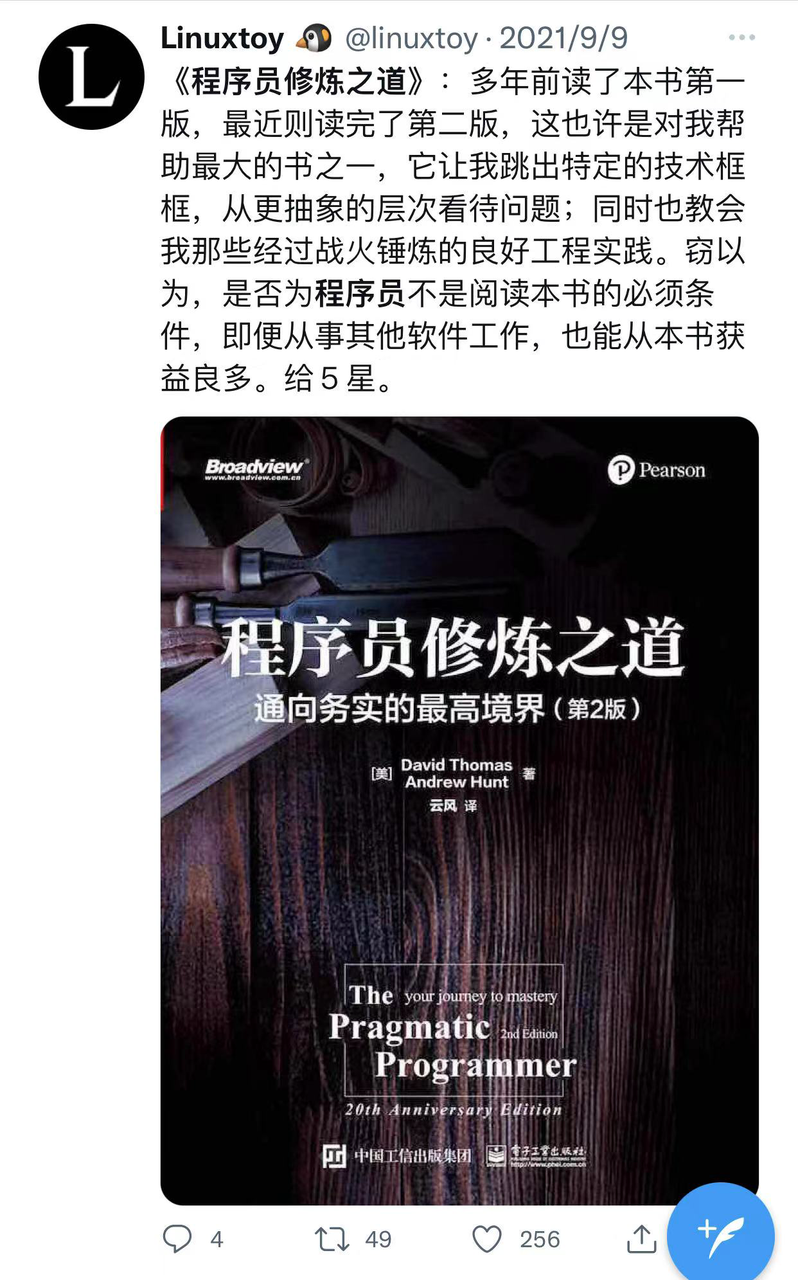 Linuxtoy @linuxtoy · 2021/9/9
《程序员修炼之道》：多年前读了本书第一
版，最近则读完了第二版，这也许是对我帮
助最大的书之一，它让我跳出特定的技术框
框，从更抽象的层次看待问题；同时也教会
我那些经过战火锤炼的良好工程实践。窃以
为，是否为程序员不是阅读本书的必须条
件，即便从事其他软件工作，也能从本书获
益良多。给5星。
Broadview®
www.broadview.com.cn
Pearson
程序员修炼之道
通向务实的最高境界（第2版）
[美] David Thomas
Andrew Hunt 著
云风 译
The your journey to mastery
Pragmatic 2nd Edition
Programmer
20th Anniversary Edition
中国工信出版集团
电子工业出版社
http://www.phei.com.cn
4 49 256